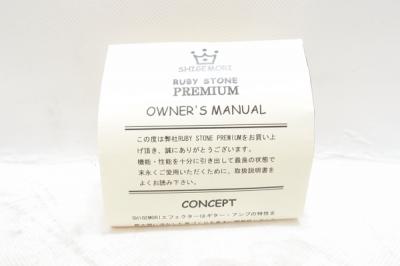 SHIGEMORI
RUBY STONE
PREMIUM
OWNER'S MANUAL
この度は弊社RUBY STONE PREMIUMをお買い上
げ頂き、誠にありがとうございます。
機能・性能を十分に引き出して最良の状態で
末永くご使用いただくために、取扱説明書を
よくお読み下さい。
CONCEPT
SHIGEMORIエフェクターはギター・アンプの特性を